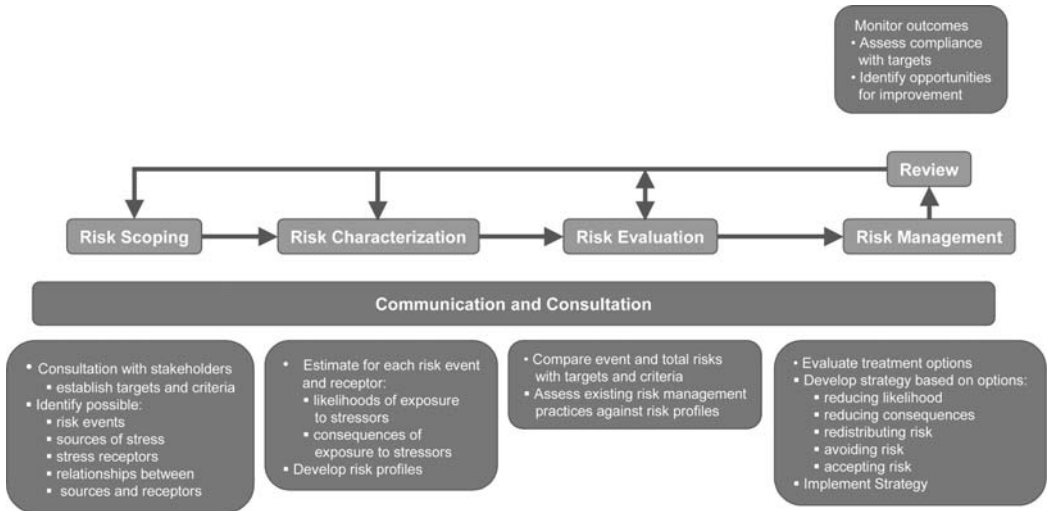 Monitor outcomes
• Assess compliance
with targets
• Identify opportunities
for improvement
Review
Risk Scoping
Risk Characterization
Risk Evaluation
Risk Management
Communication and Consultation
• Consultation with stakeholders
▪ establish targets and criteria
▪ Identify possible:
▪ risk events
▪ sources of stress
▪ stress receptors
▪ relationships between
sources and receptors
• Estimate for each risk event
and receptor:
▪ likelihoods of exposure
to stressors
▪ consequences of
exposure to stressors
▪ Develop risk profiles
• Compare event and total risks
with targets and criteria
▪ Assess existing risk management
practices against risk profiles
• Evaluate treatment options
▪ Develop strategy based on options:
▪ reducing likelihood
▪ reducing consequences
▪ redistributing risk
▪ avoiding risk
▪ accepting risk
▪ Implement Strategy